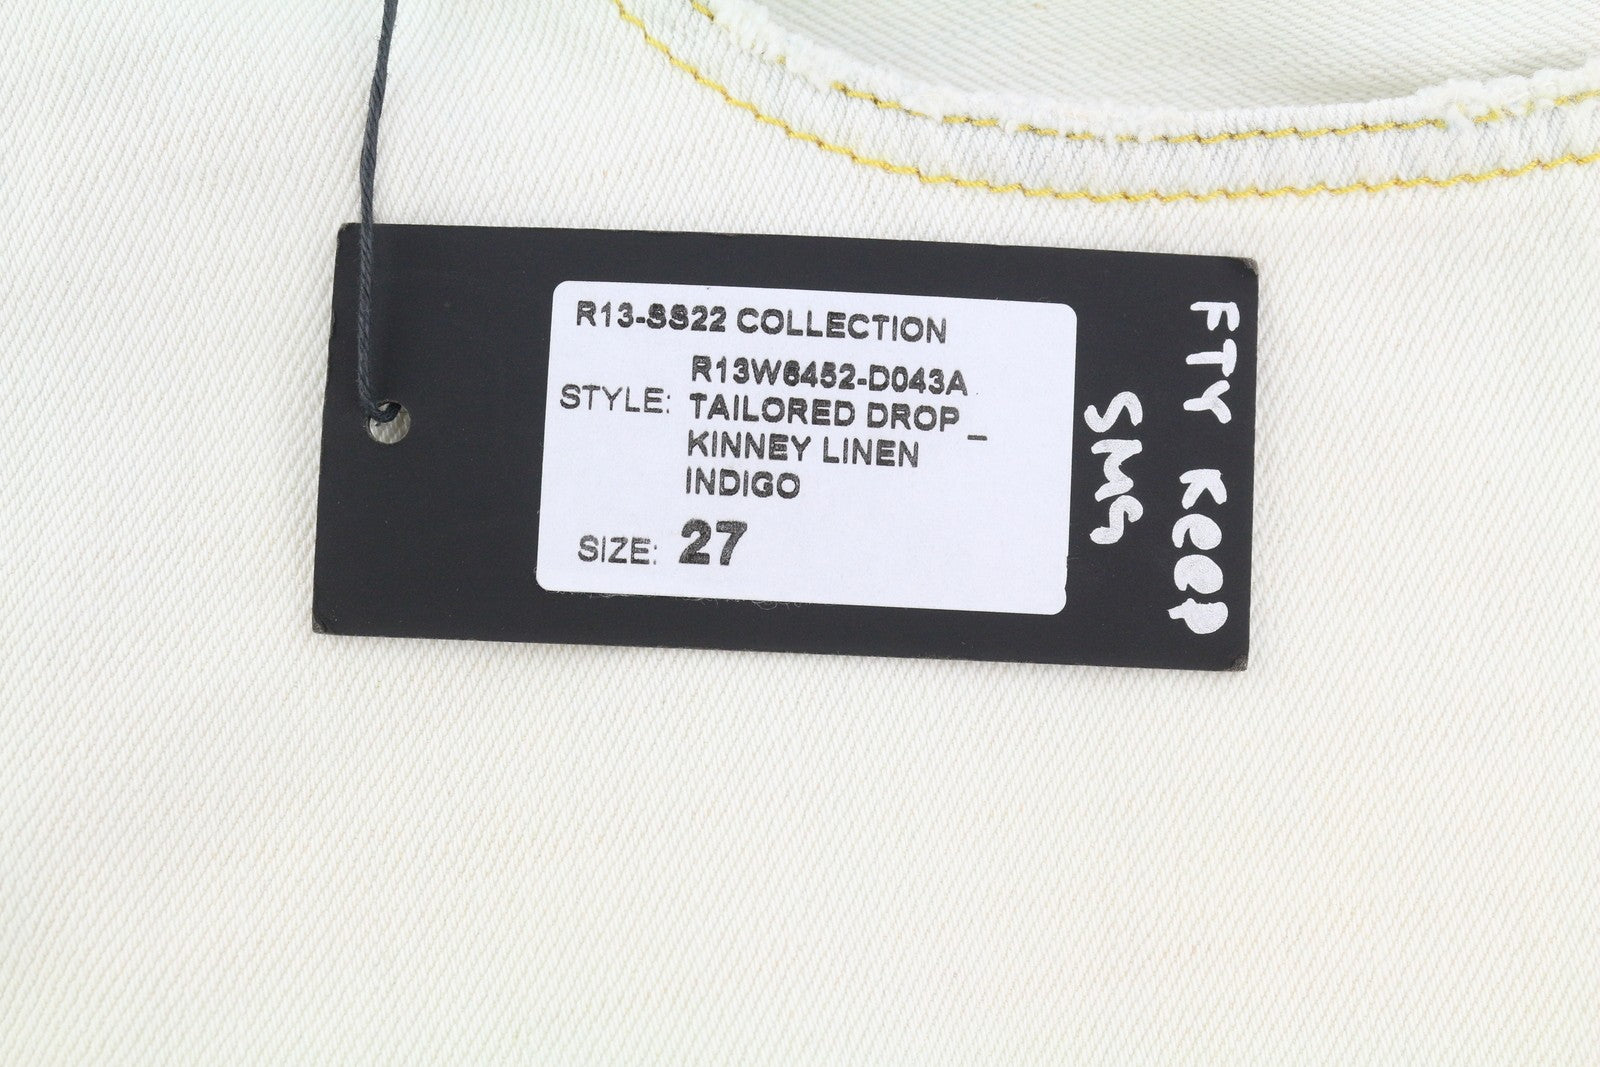 R13-SS22 COLLECTION
STYLE: R13W6452-D043A
TAILORED DROP _
KINNEY LINEN
INDIGO
SIZE: 27
FTY KEEP
SMS